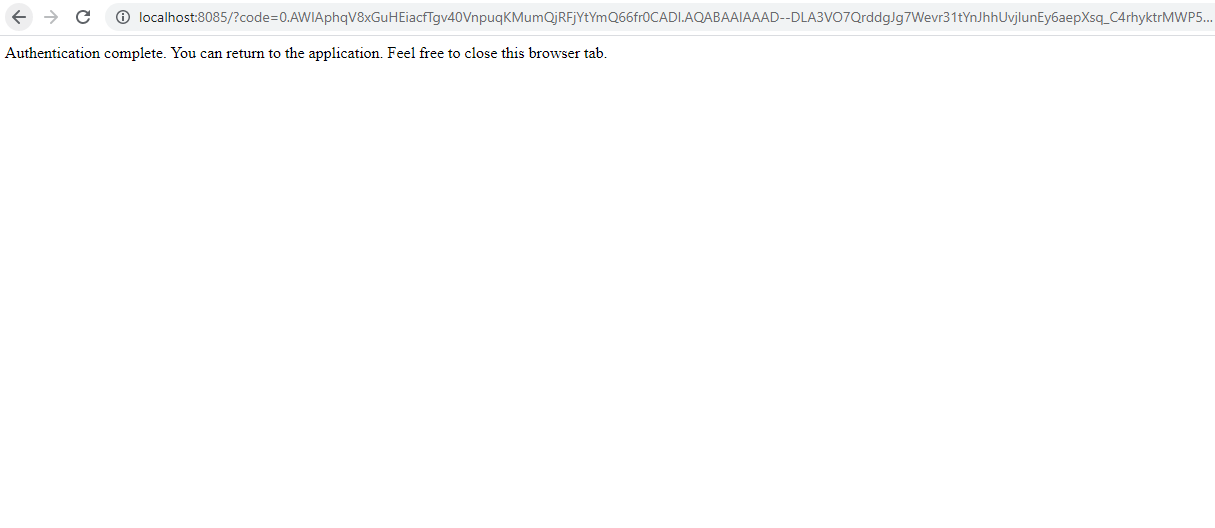 localhost:8085/?code=0.AWIAphqV8xGuHEiacfTgv40VnpuqKMumQjRFjYtYmQ66fr0CADI.AQABAAIAAAD--DLA3VO7QrddgJg7Wevr31tYnJhhUvjIunEy6aepXsq_C4rhyktrMWP5...
Authentication complete. You can return to the application. Feel free to close this browser tab.